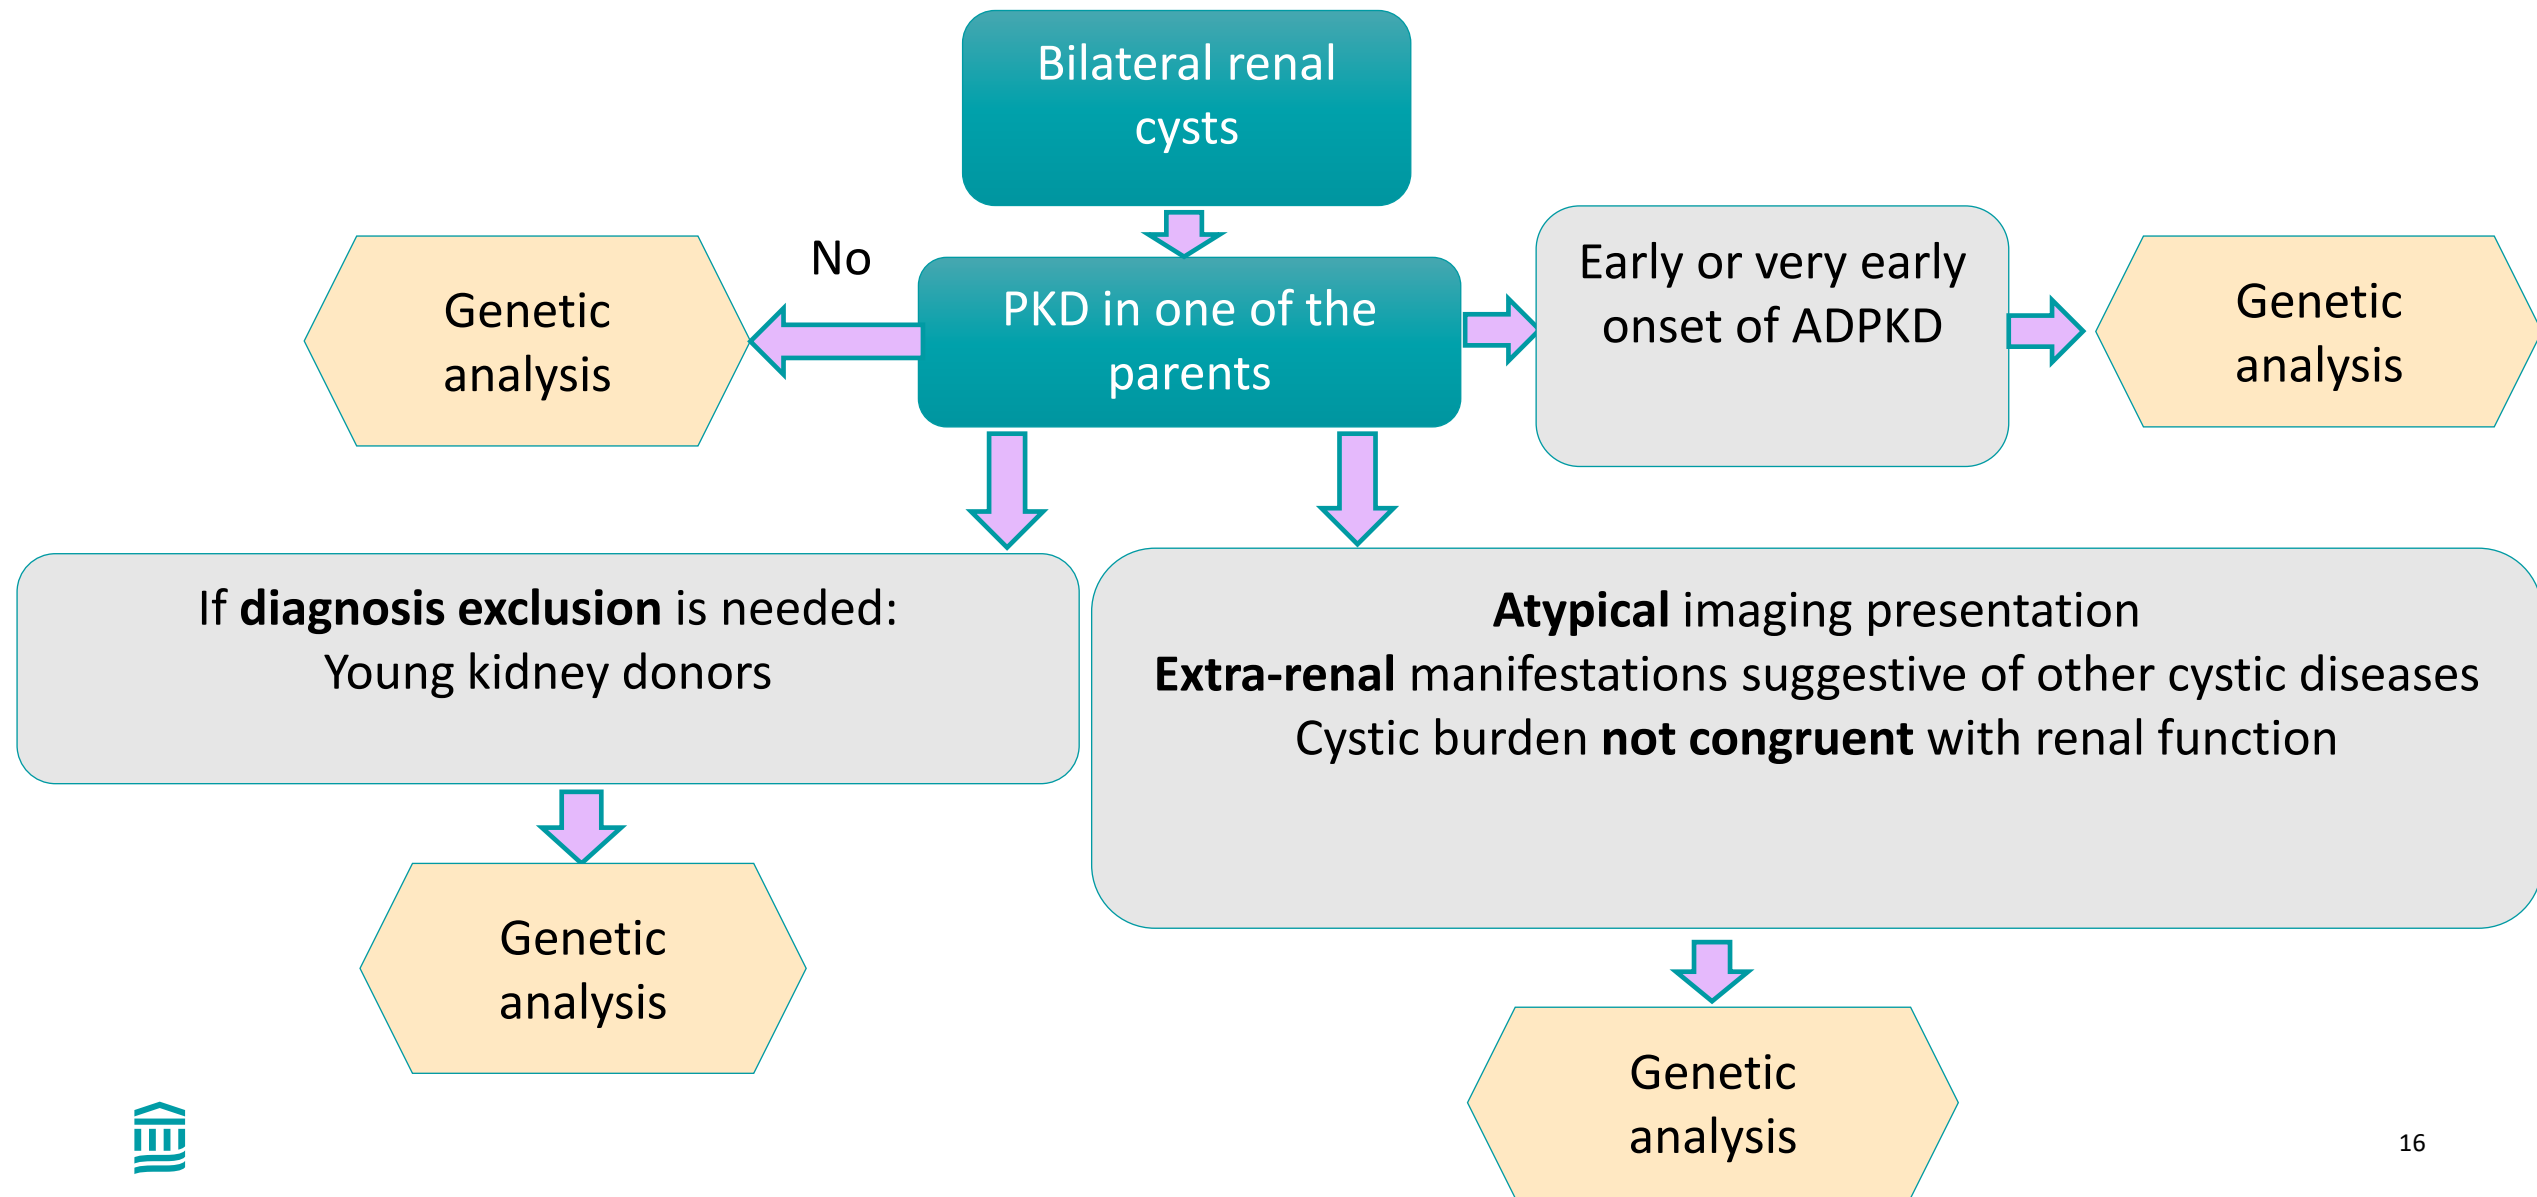 Bilateral renal
cysts
No
PKD in one of the
parents
Genetic
analysis
Early or very early
onset of ADPKD
Genetic
analysis
If diagnosis exclusion is needed:
Young kidney donors
Atypical imaging presentation
Extra-renal manifestations suggestive of other cystic diseases
Cystic burden not congruent with renal function
Genetic
analysis
Genetic
analysis
16